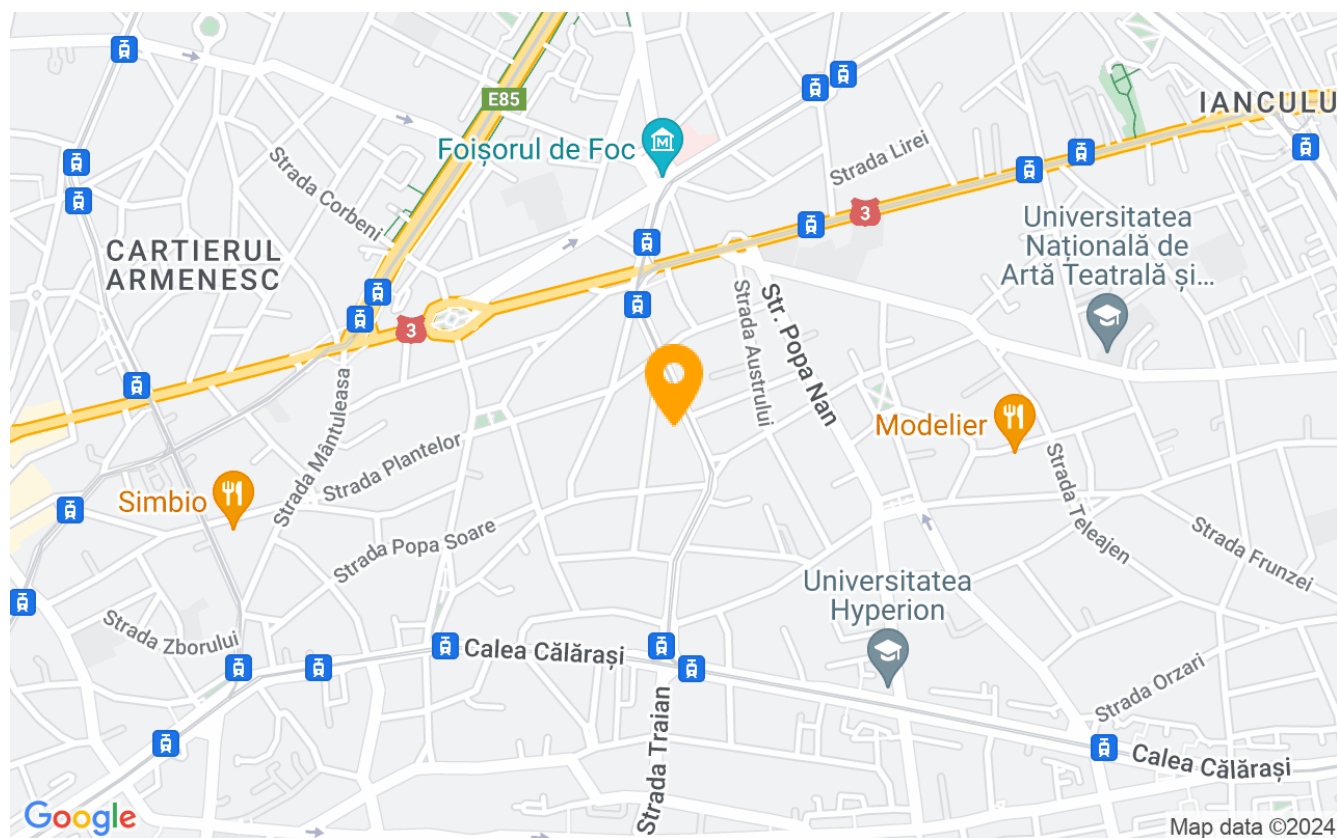 E85
Foișorul de Foc
IANCULU
Strada Lirei
Strada Corbeni
3
Universitatea
Națională de
Artă Teatrală și...
CARTIERUL
ARMENESC
3
Strada Austrului
Str. Popa Nan
Strada Mântuleasa
Modelier
Strada Plantelor
Simbio
Strada Teleajen
Strada Popa Soare
Strada Frunzei
Universitatea
Hyperion
Strada Zborului
Calea Călărași
Strada Orzari
Strada Traian
Calea Călărași
Google
Map data ©2024